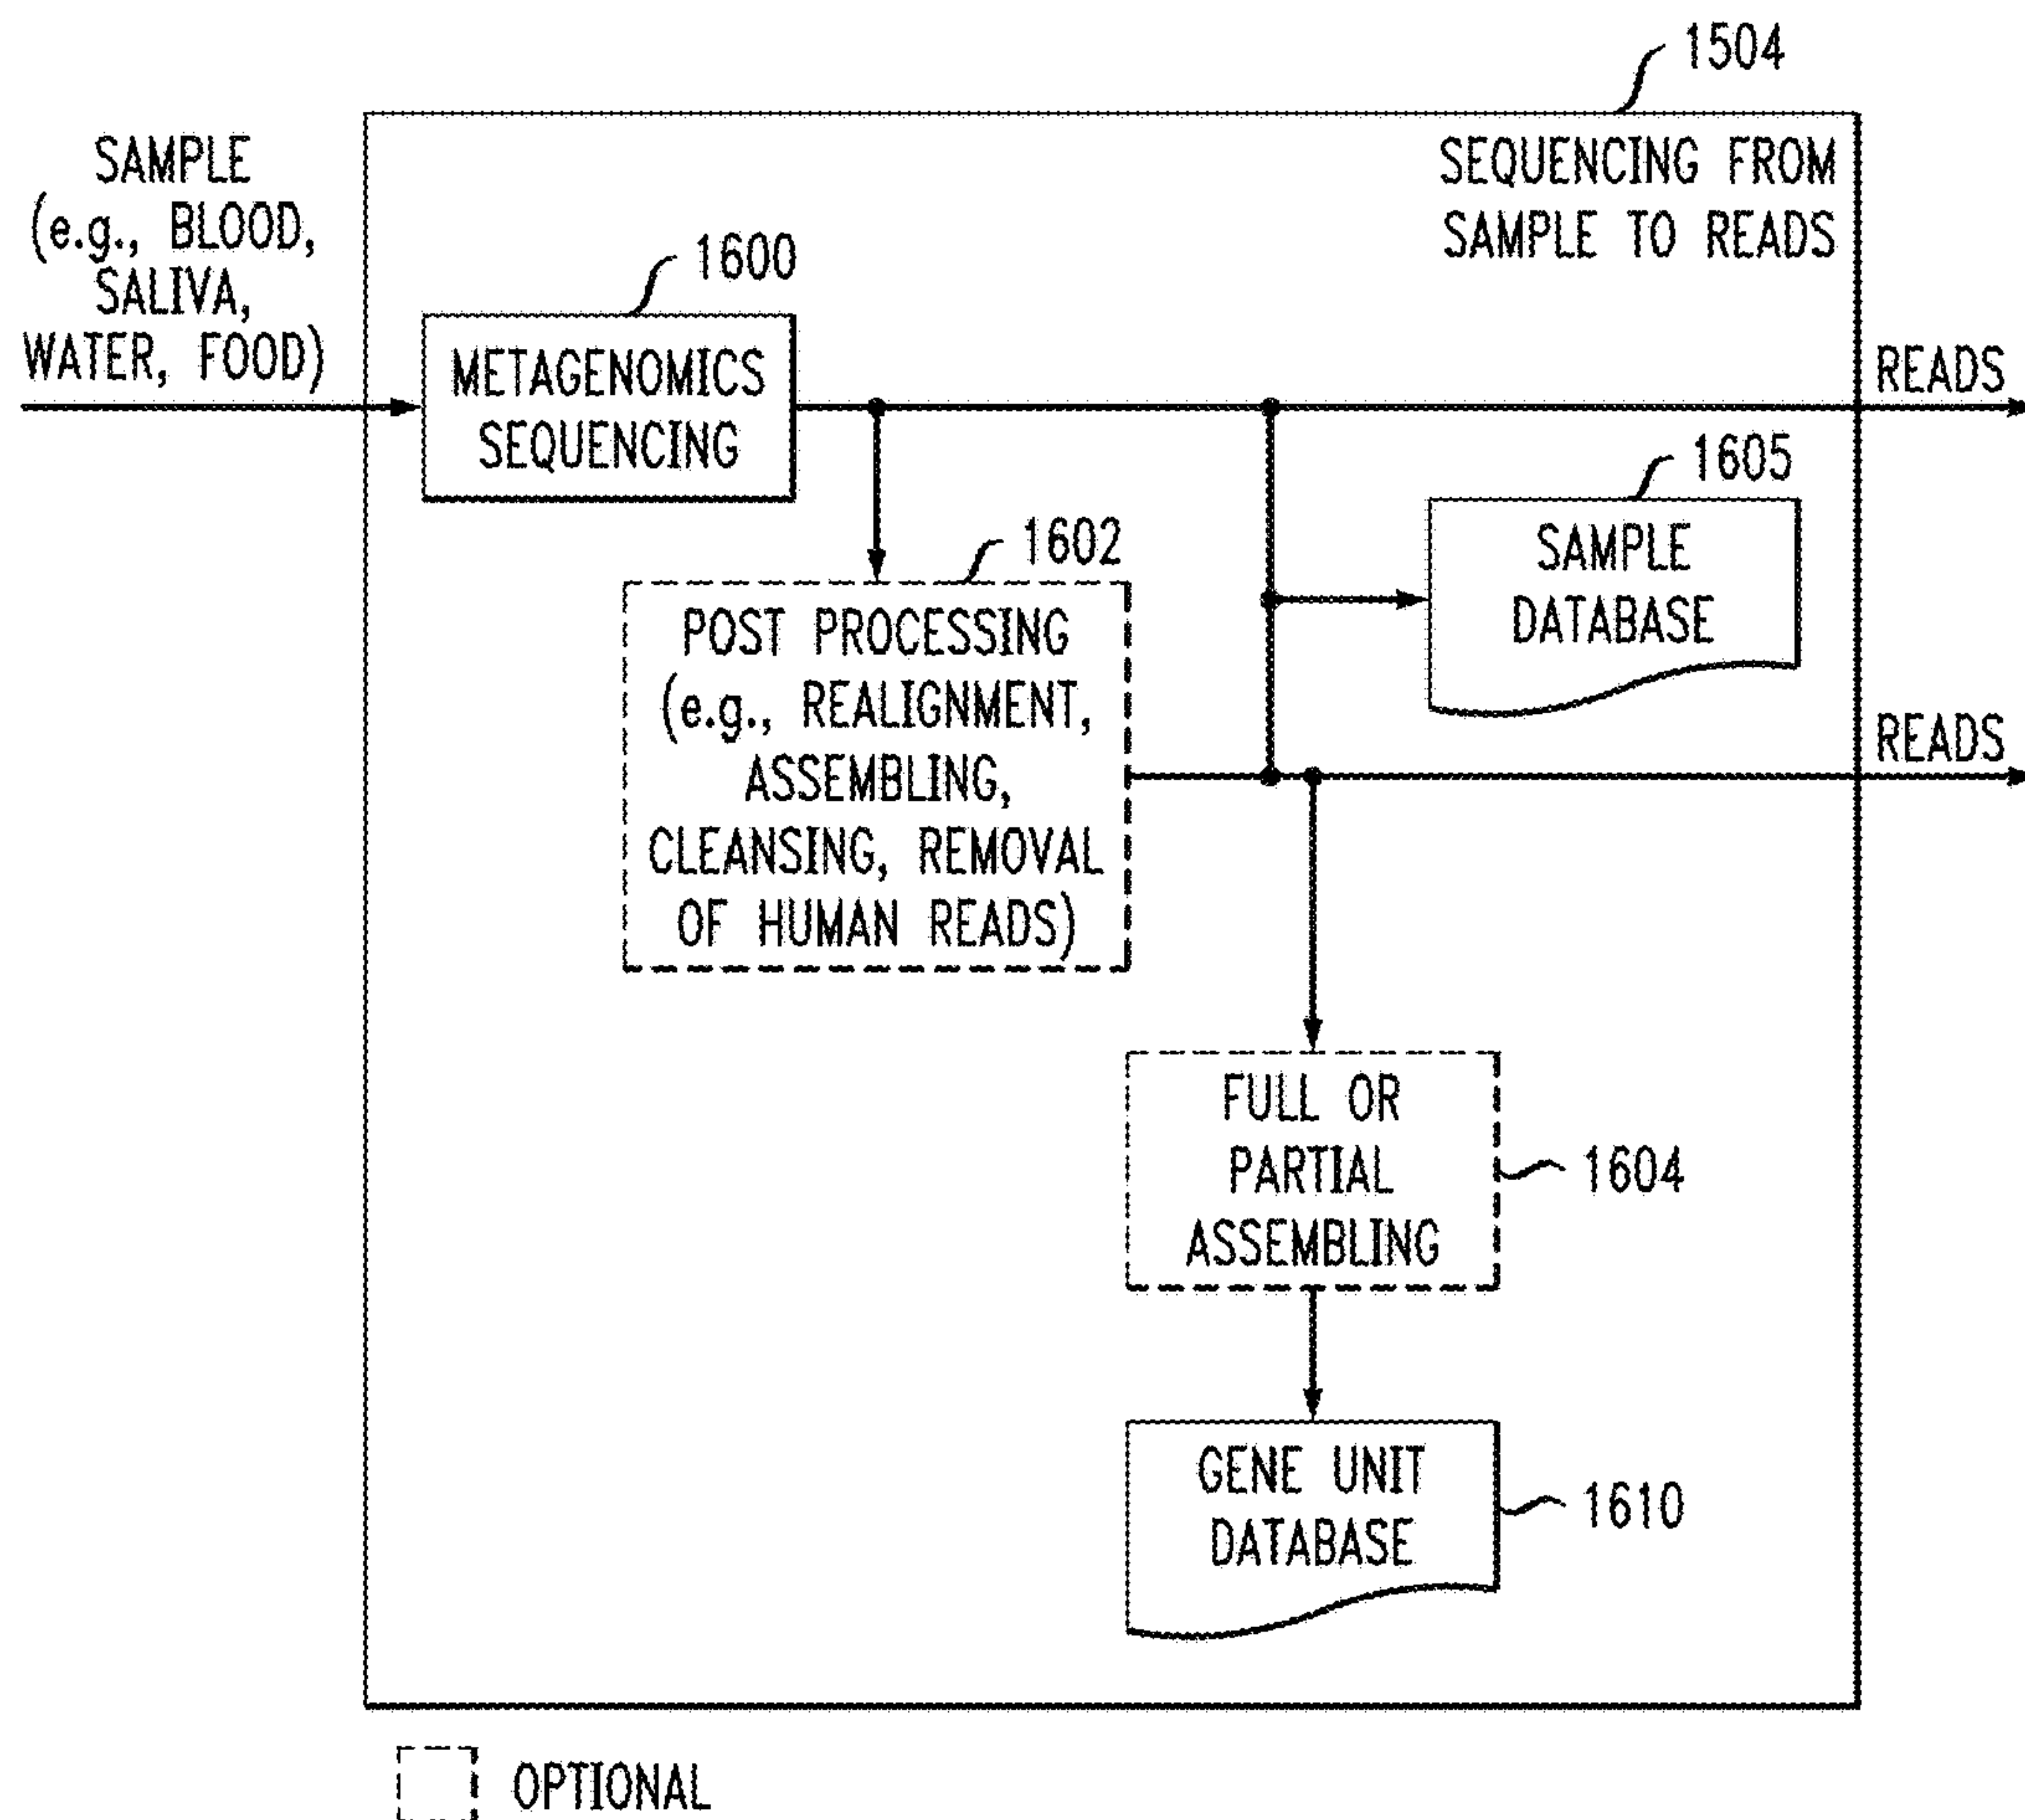 1504
SAMPLE
(e.g., BLOOD,
SALIVA,
WATER, FOOD)
SEQUENCING FROM
SAMPLE TO READS
1600
METAGENOMICS
SEQUENCING
READS
1605
SAMPLE
DATABASE
1602
POST PROCESSING
(e.g., REALIGNMENT,
ASSEMBLING,
CLEANSING, REMOVAL
OF HUMAN READS)
READS
FULL OR
PARTIAL
ASSEMBLING
1604
GENE UNIT
DATABASE
1610
OPTIONAL